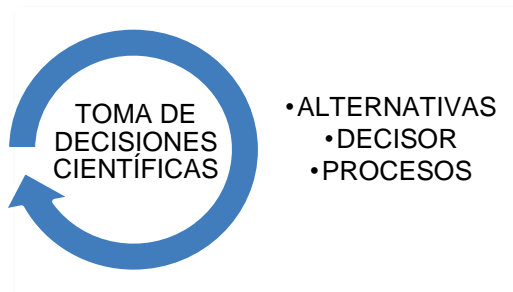 TOMA DE
DECISIONES
CIENTÍFICAS
•ALTERNATIVAS
•DECISOR
•PROCESOS